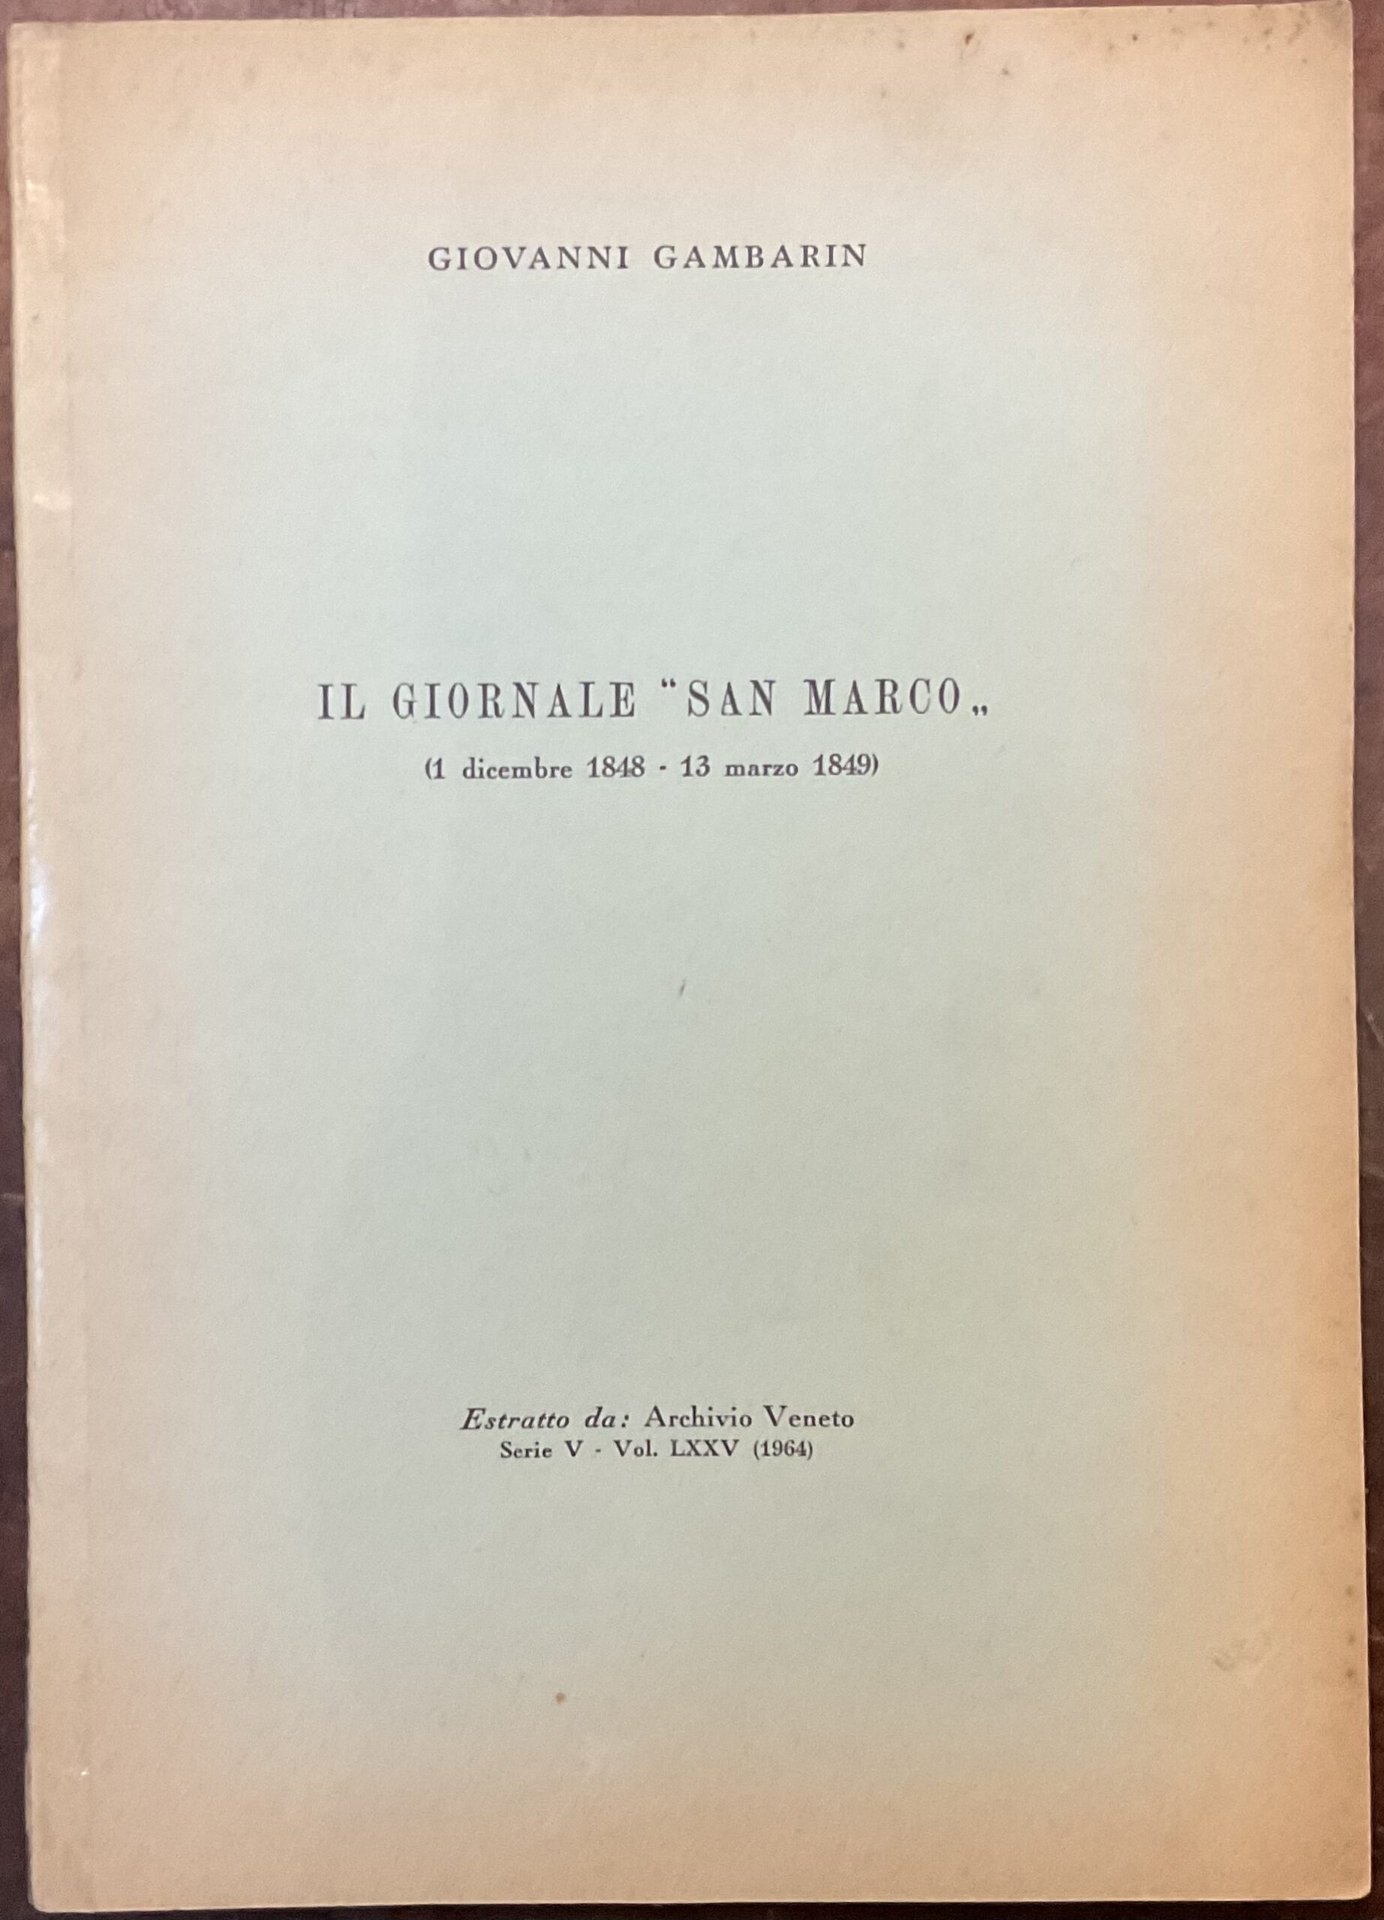 GIOVANNI GAMBARIN
IL GIORNALE “SAN MARCO„
(1 dicembre 1848 - 13 marzo 1849)
Estratto da: Archivio Veneto
Serie V - Vol. LXXV (1964)